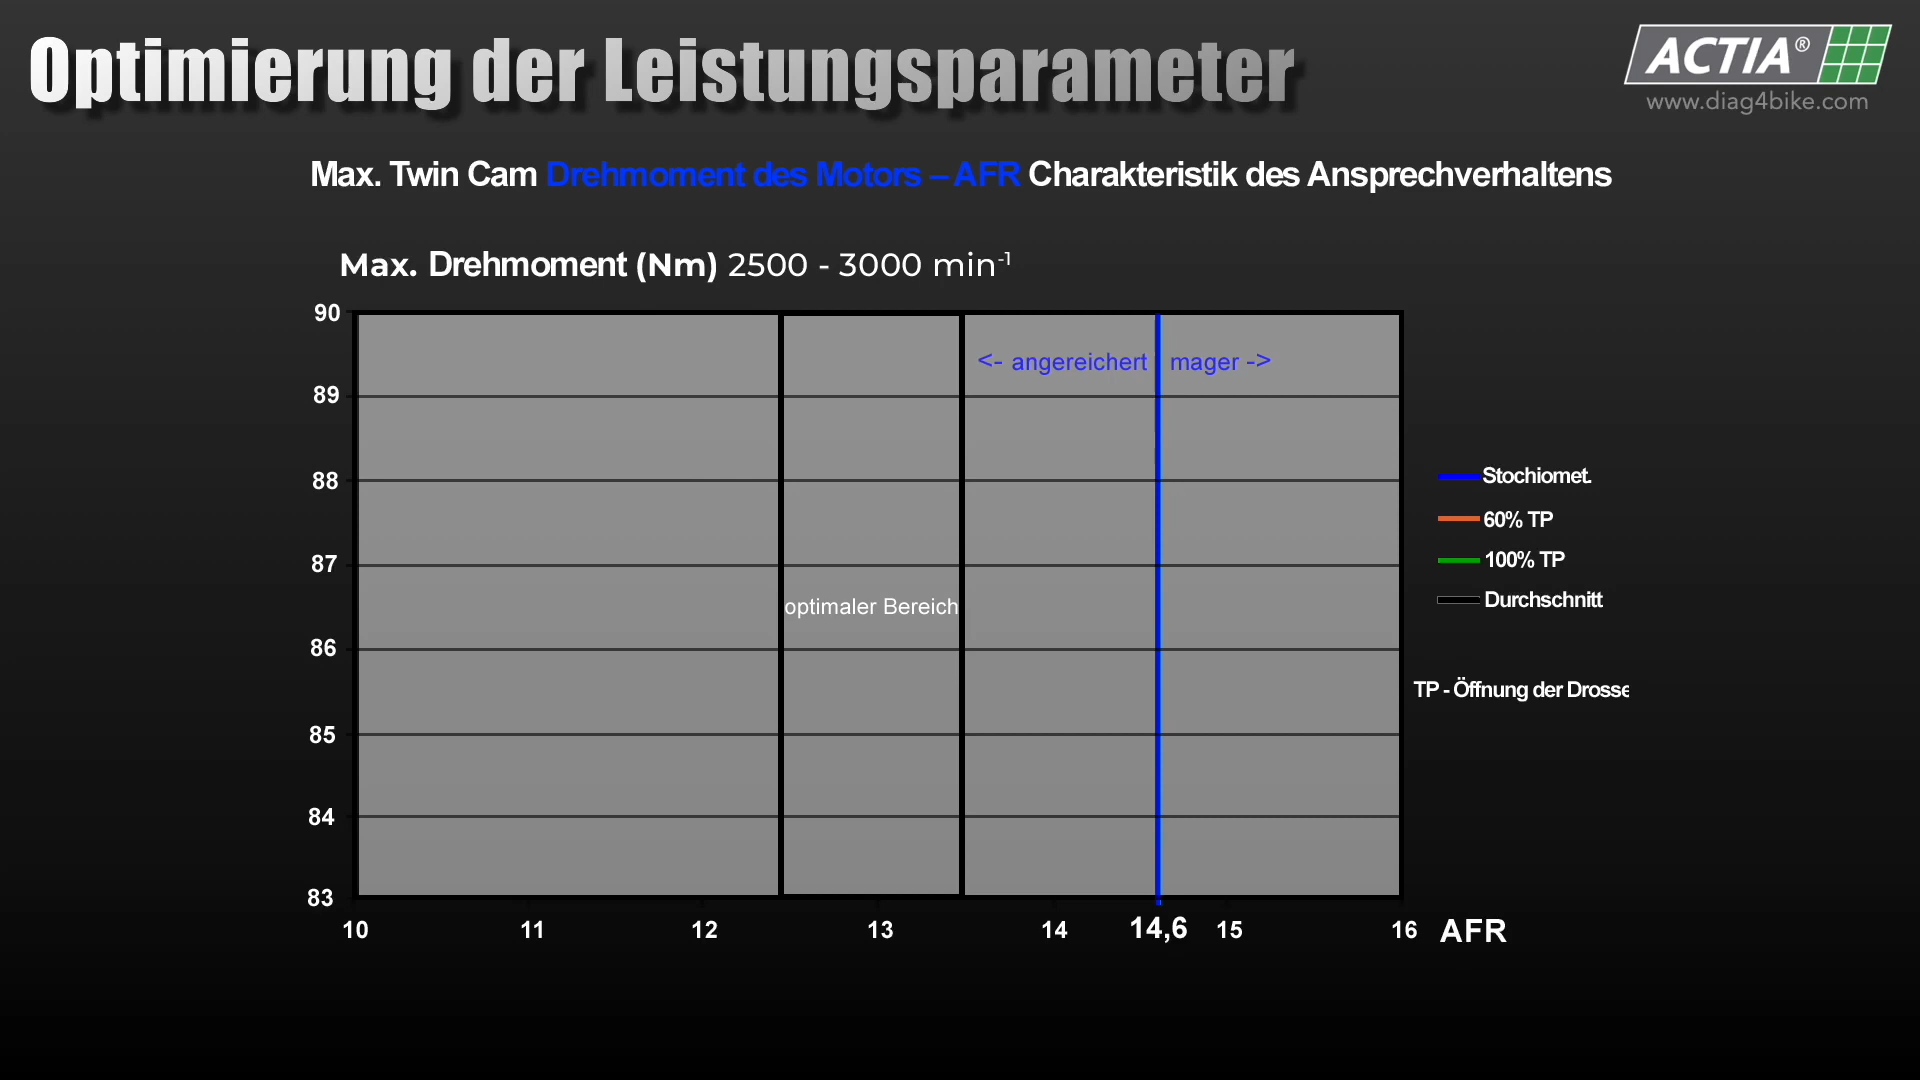 Optimierung der Leistungsparameter
ACTIA®
www.diag4bike.com
Max. Twin Cam Drehmoment des Motors – AFR Charakteristik des Ansprechverhaltens
Max. Drehmoment (Nm) 2500 - 3000 min-1
90
89
88
87
86
85
84
83
<- angereichert mager ->
optimaler Bereich
10 11 12 13 14 14,6 15 16 AFR
Stochiomet.
60% TP
100% TP
Durchschnitt
TP - Öffnung der Drosse